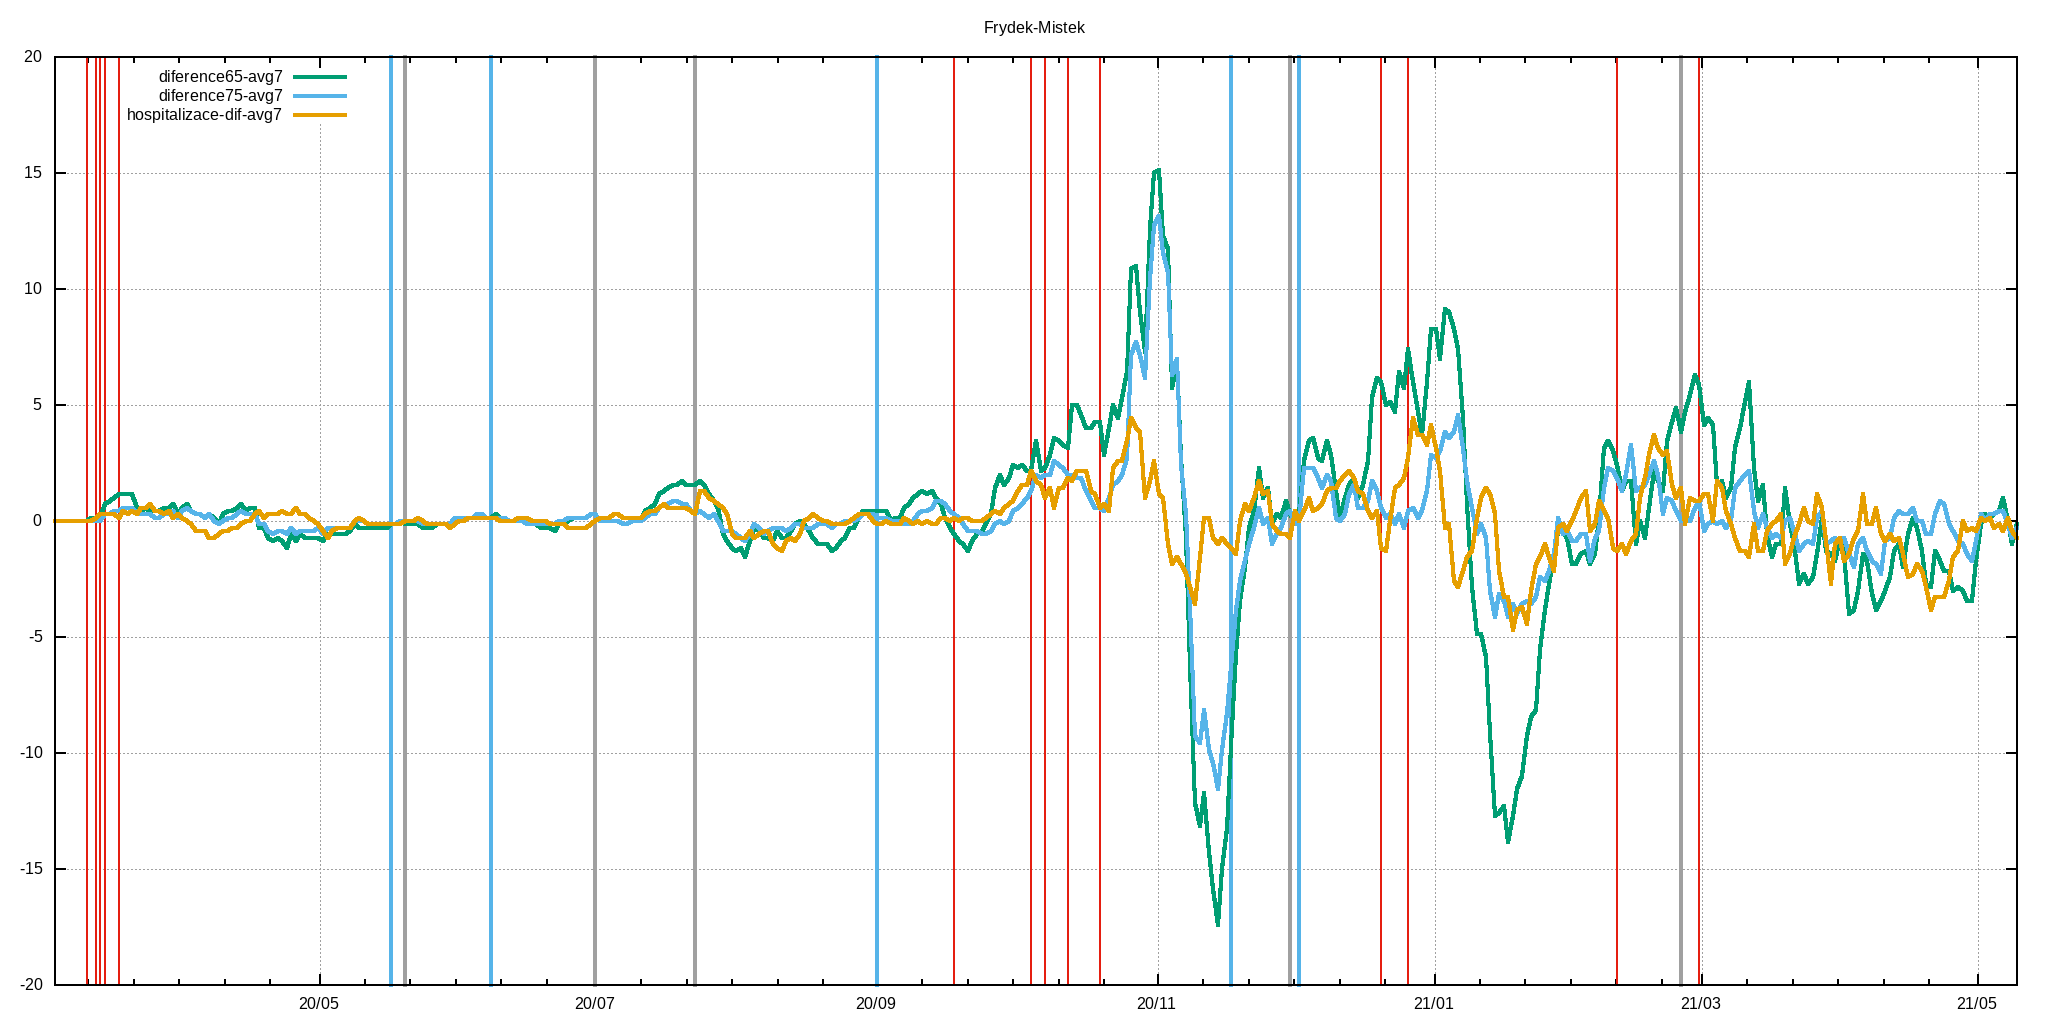 Frydek-Mistek
diference65-avg7
diference75-avg7
hospitalizace-dif-avg7
20
15
10
5
0
-5
-10
-15
-20
20/05 20/07 20/09 20/11 21/01 21/03 21/05